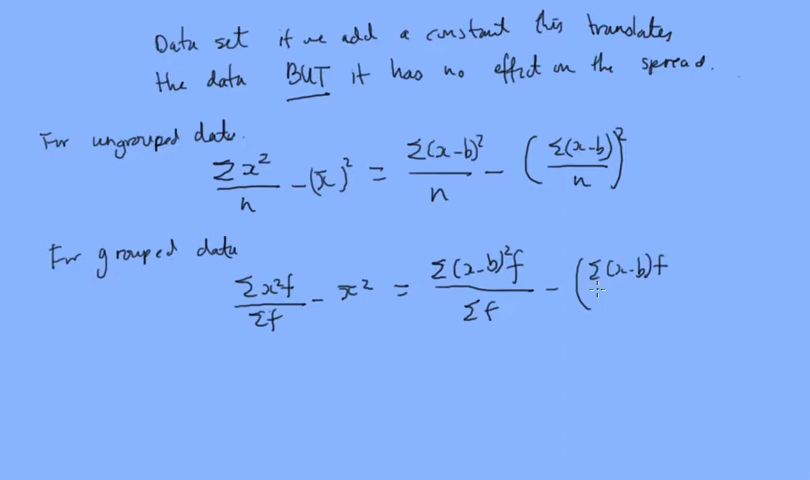 Data set if we add a constant this translates
the data BUT it has no effect on the spread.
For ungrouped data.
Σx²/n - (x̄)² = Σ(x-b)²/n - (Σ(x-b)/n)²
For grouped data
Σx²f/Σf - x̄² = Σ(x-b)²f/Σf - (Σ(x-b)f